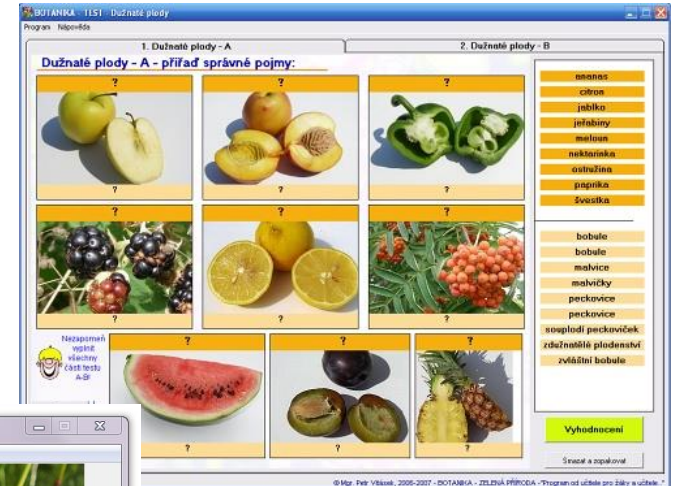 BOTANIKA - TEST - Dužnaté plody
Program Nápověda
1. Dužnaté plody - A
2. Dužnaté plody - B
Dužnaté plody - A - přiřaď správné pojmy:
? ? ?
? ? ?
? ? ?
? ? ?
? ? ?
? ? ?
Nezapomeň
vyplnit
všechny
části testu
A-B!
ananas
citron
jablko
jeřabiny
meloun
nektarinka
ostružina
paprika
švestka
bobule
bobule
malvice
malvičky
peckovice
peckovice
souplodí peckoviček
zdužnatělé plodenství
zvláštní bobule
Vyhodnocení
Smazat a zopakovat
© Mgr. Petr Vitásek, 2006-2007 - BOTANIKA - ZELENÁ PŘÍRODA - "Program od učitele pro žáky a učitele."